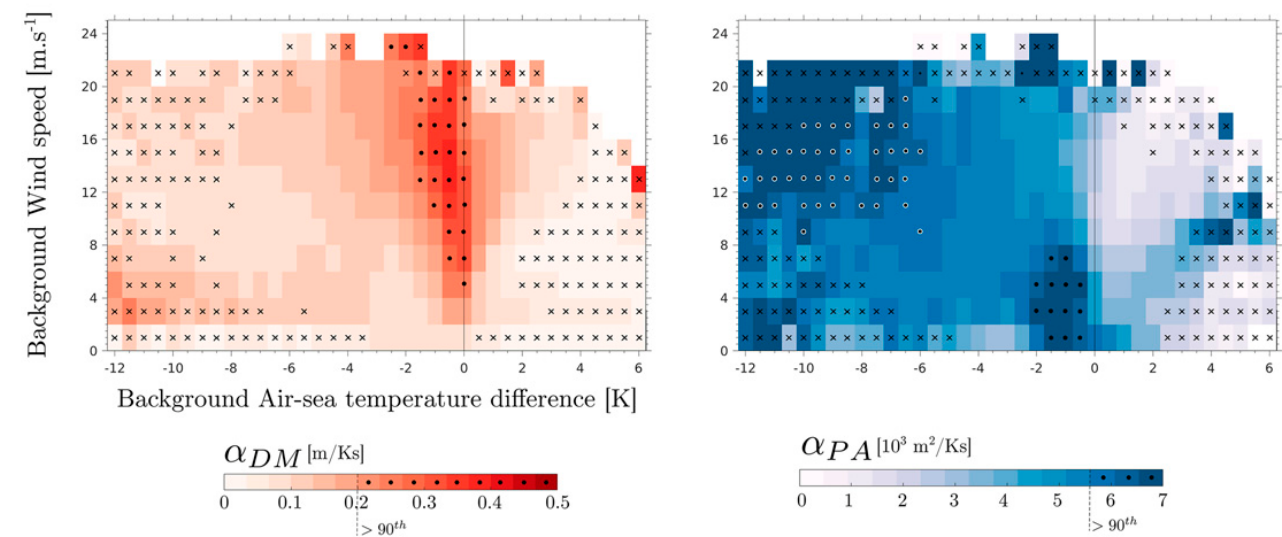 Background Wind speed [m.s⁻¹]
24
20
16
12
8
4
0
-12 -10 -8 -6 -4 -2 0 2 4 6
24
20
16
12
8
4
0
-12 -10 -8 -6 -4 -2 0 2 4 6
Background Air-sea temperature difference [K]
α_DM [m/Ks]
0 0.1 0.2 0.3 0.4 0.5
> 90ᵗʰ
α_PA [10³ m²/Ks]
0 1 2 3 4 5 6 7
> 90ᵗʰ